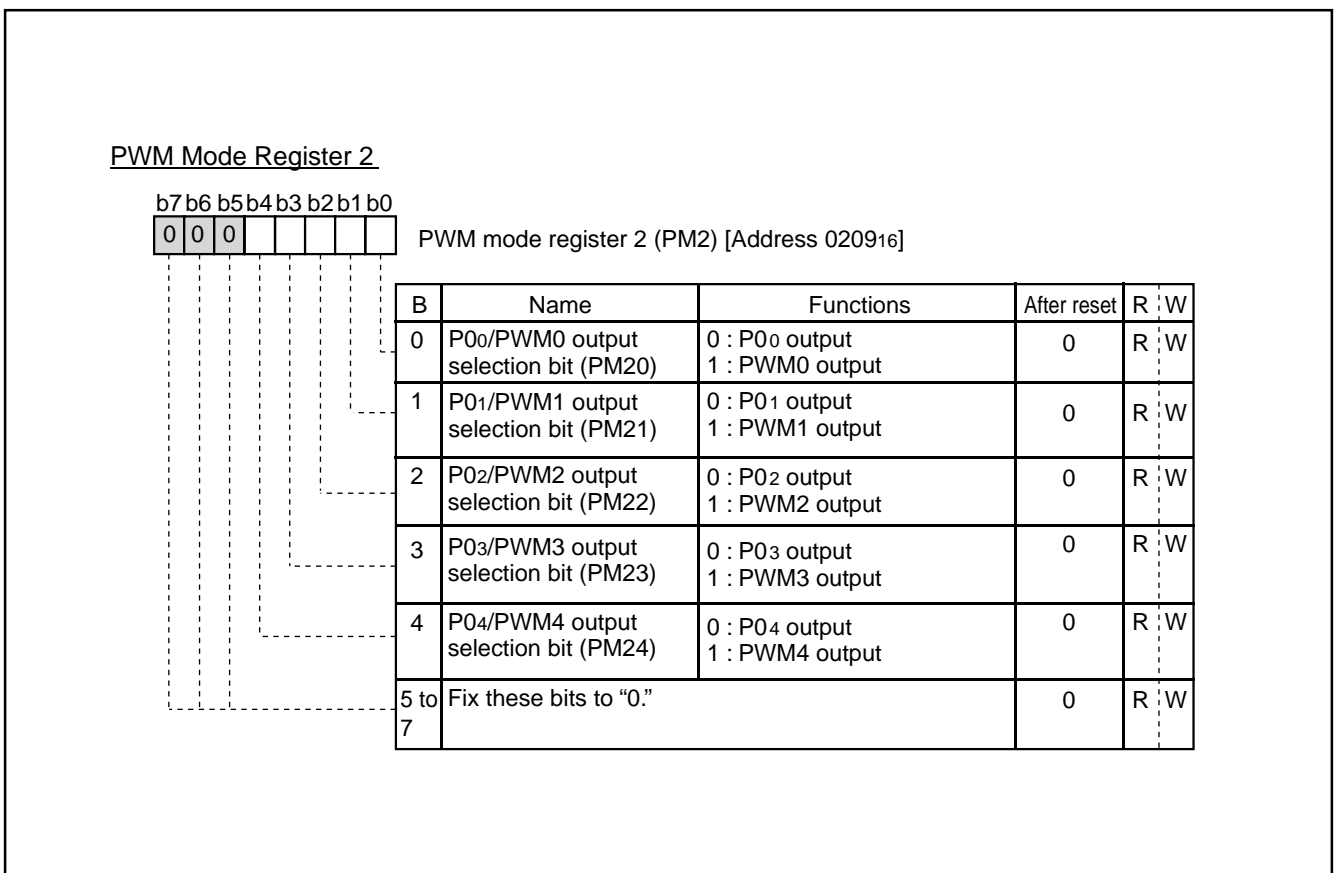 PWM Mode Register 2
b7 b6 b5 b4 b3 b2 b1 b0
0 0 0
PWM mode register 2 (PM2) [Address 020916]
B Name Functions After reset R W
0 P00/PWM0 output selection bit (PM20) 0 : P00 output 1 : PWM0 output 0 R W
1 P01/PWM1 output selection bit (PM21) 0 : P01 output 1 : PWM1 output 0 R W
2 P02/PWM2 output selection bit (PM22) 0 : P02 output 1 : PWM2 output 0 R W
3 P03/PWM3 output selection bit (PM23) 0 : P03 output 1 : PWM3 output 0 R W
4 P04/PWM4 output selection bit (PM24) 0 : P04 output 1 : PWM4 output 0 R W
5 to 7 Fix these bits to “0.” 0 R W